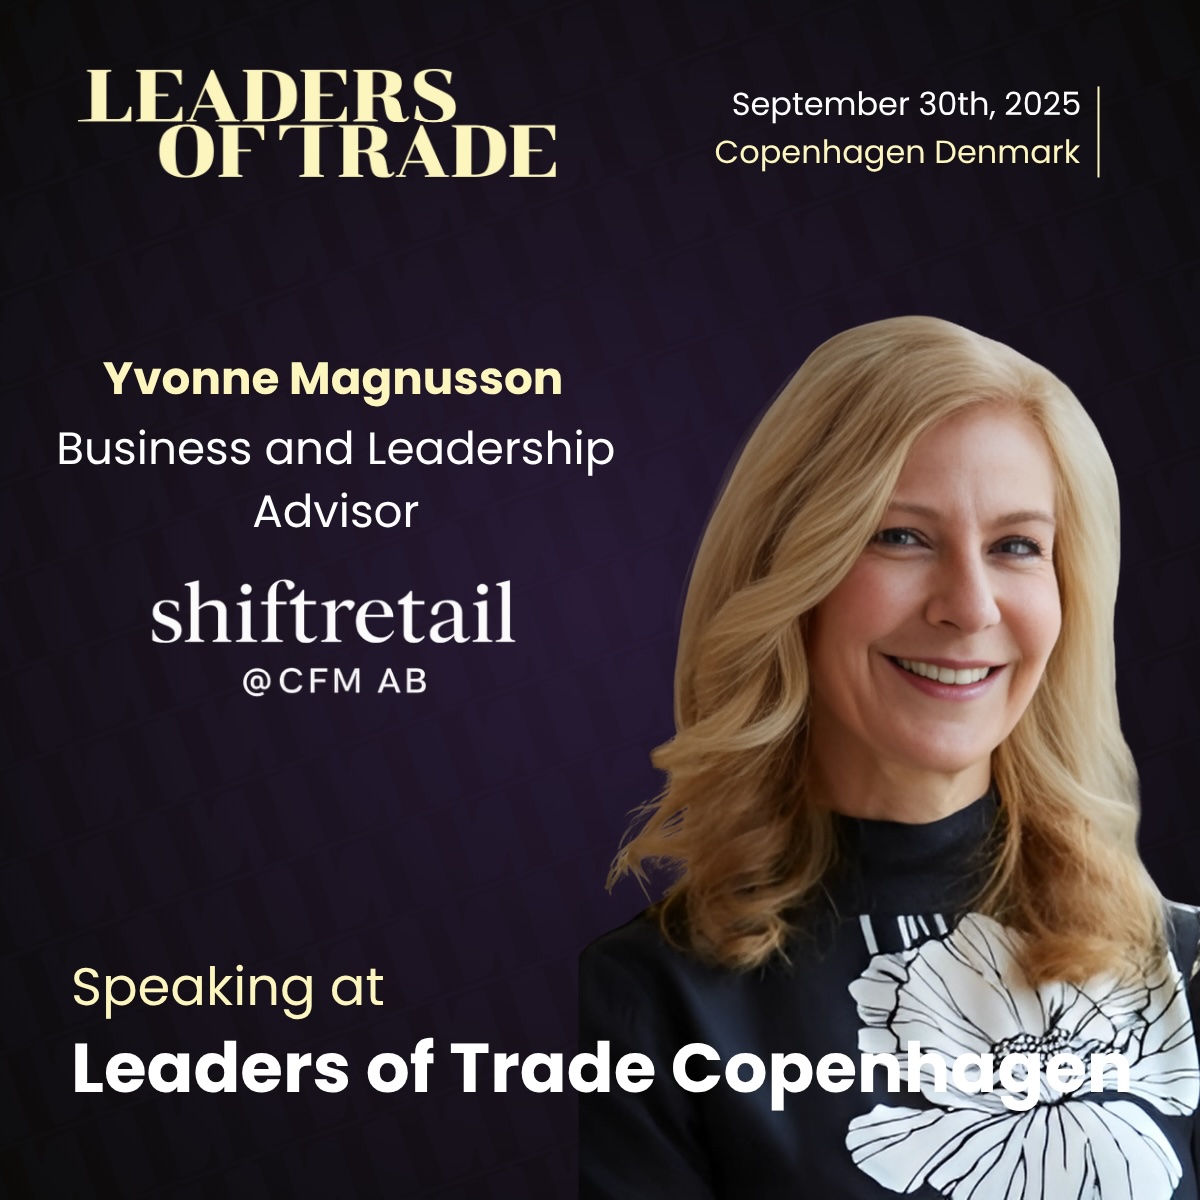 LEADERS
OF TRADE
September 30th, 2025
Copenhagen Denmark
Yvonne Magnusson
Business and Leadership
Advisor
shiftretail
@CFM AB
Speaking at
Leaders of Trade Copenhagen